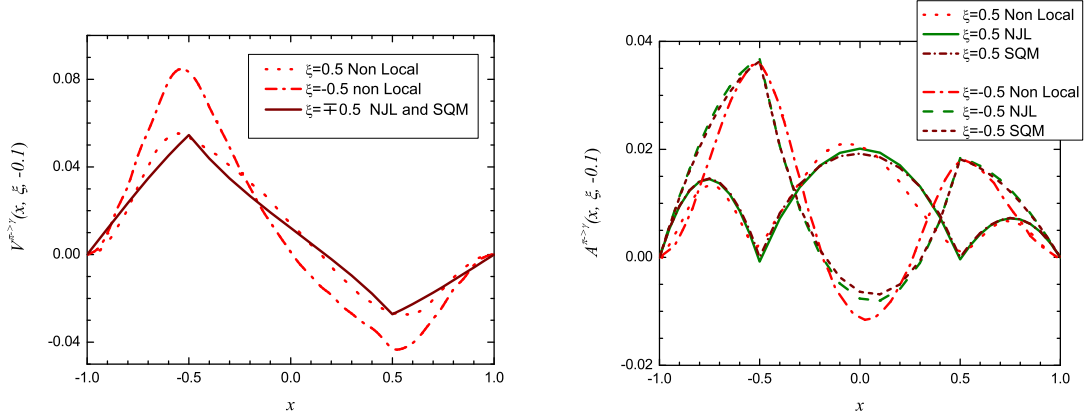 0.08
0.04
0.00
-0.04
-1.0 -0.5 0.0 0.5 1.0
x
V^{π->γ}(x, ξ, -0.1)
ξ=0.5 Non Local
ξ=-0.5 non Local
ξ=∓0.5 NJL and SQM
0.04
0.02
0.00
-0.02
-1.0 -0.5 0.0 0.5 1.0
x
A^{π->γ}(x, ξ, -0.1)
ξ=0.5 Non Local
ξ=0.5 NJL
ξ=0.5 SQM
ξ=-0.5 Non Local
ξ=-0.5 NJL
ξ=-0.5 SQM